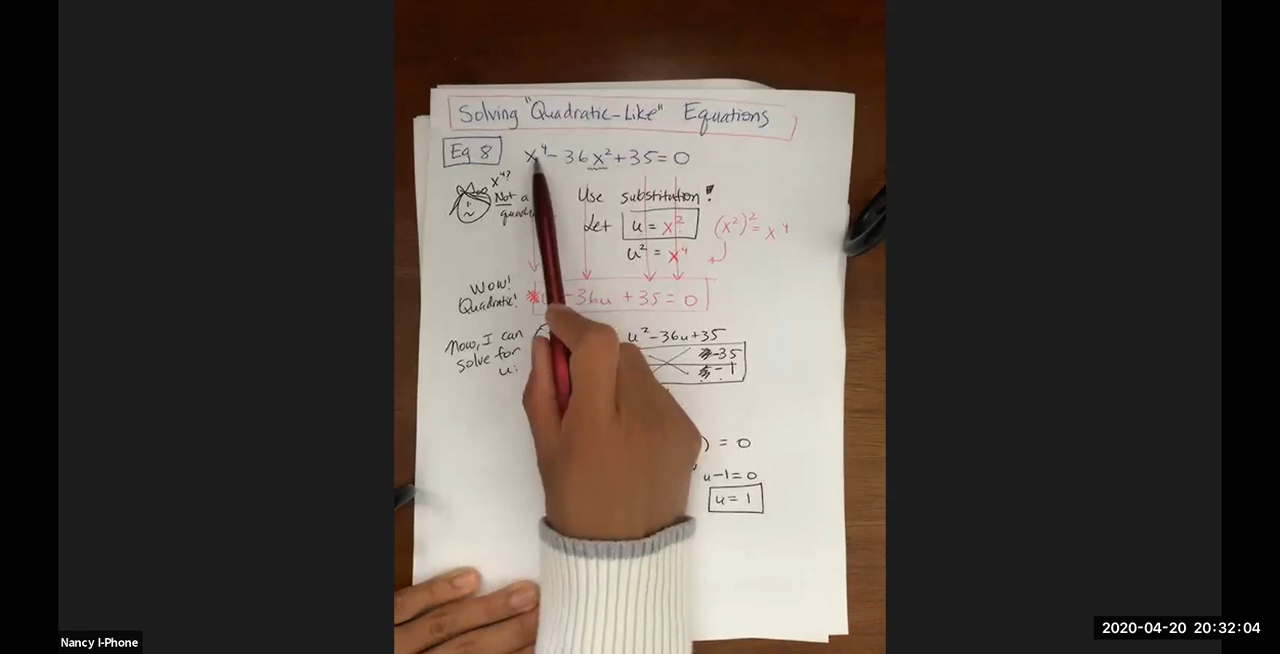 Solving "Quadratic-Like" Equations
Eg 8
x⁴ - 36x² + 35 = 0
x⁴?
Not a
Use substitution!
Let u = x²
(x²)² = x⁴
u² = x⁴
Wow!
Quadratic!
- 36u + 35 = 0
Now, I can
solve for
u:
u² - 36u + 35
-35
-1
) = 0
u - 1 = 0
u = 1
Nancy I-Phone
2020-04-20 20:32:04